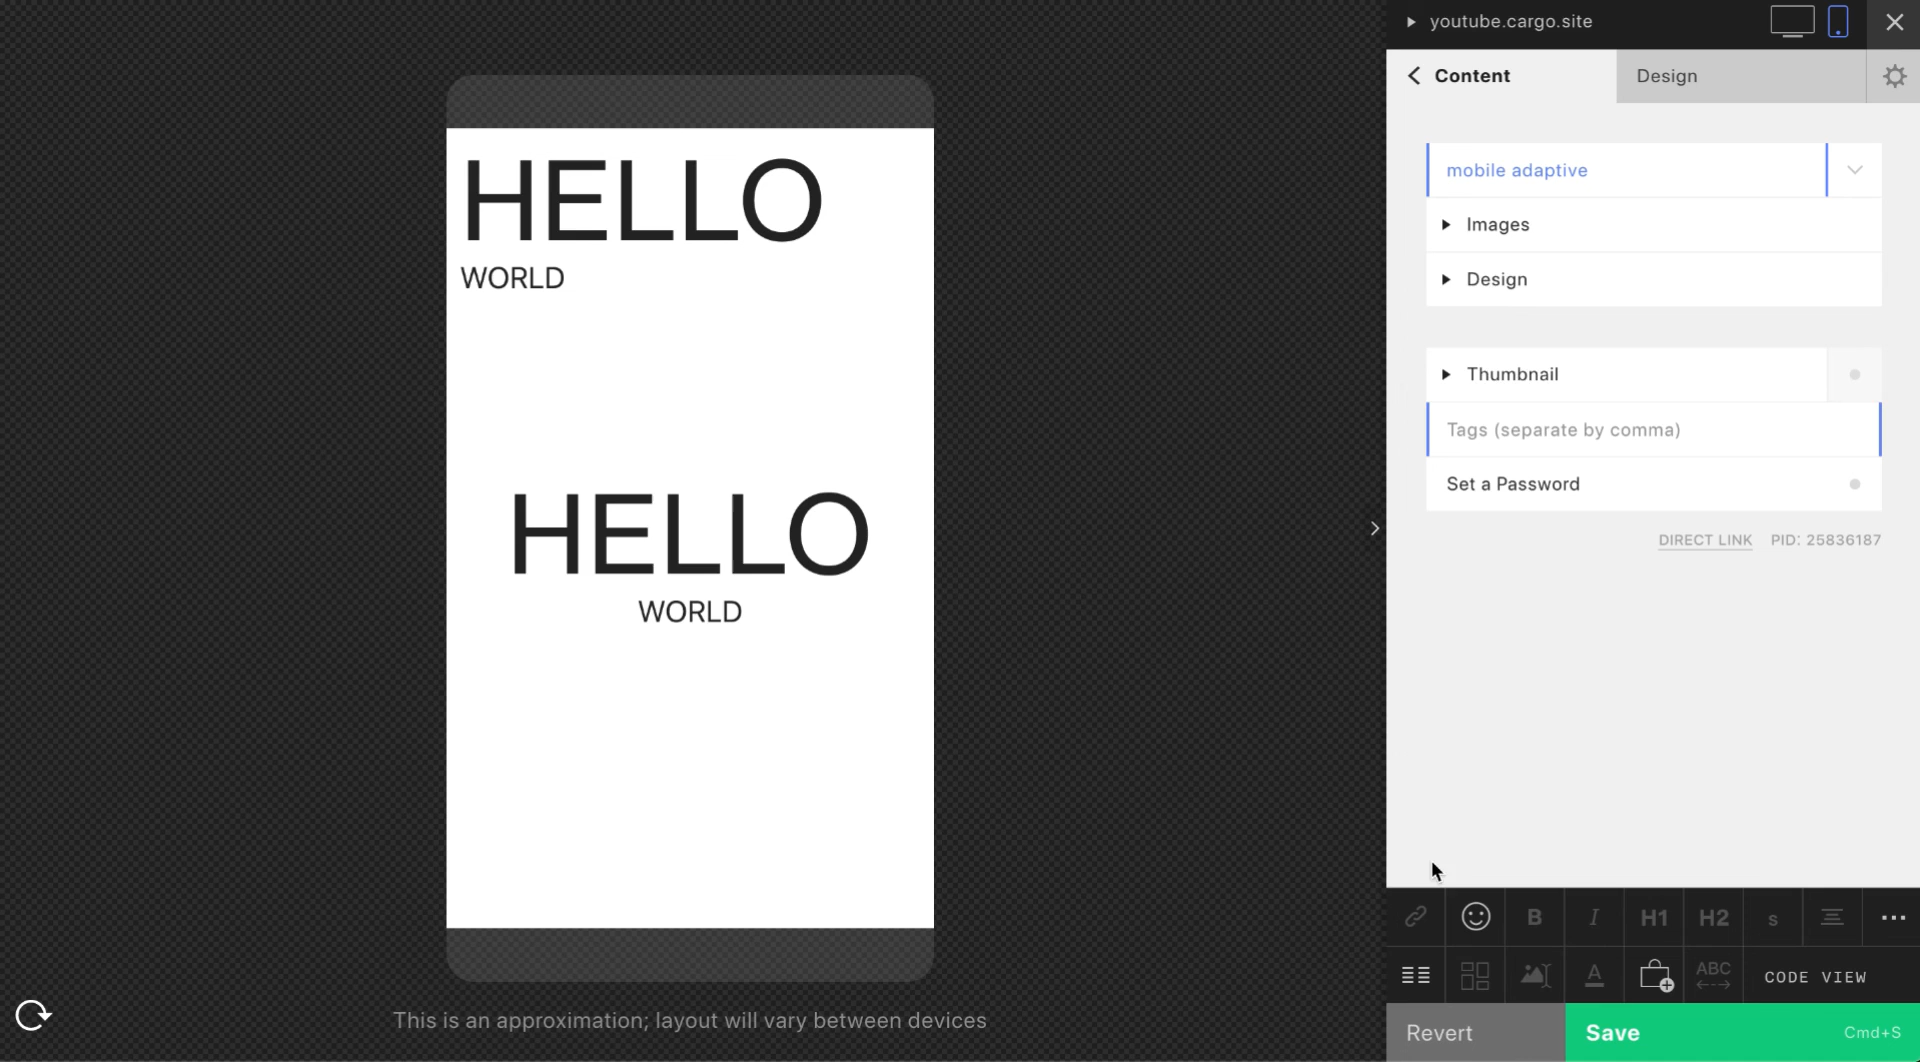 youtube.cargo.site
Content
Design
HELLO
WORLD
HELLO
WORLD
mobile adaptive
Images
Design
Thumbnail
Tags (separate by comma)
Set a Password
DIRECT LINK PID: 25836187
B I H1 H2 s
A ABC CODE VIEW
This is an approximation; layout will vary between devices
Revert Save Cmd+S